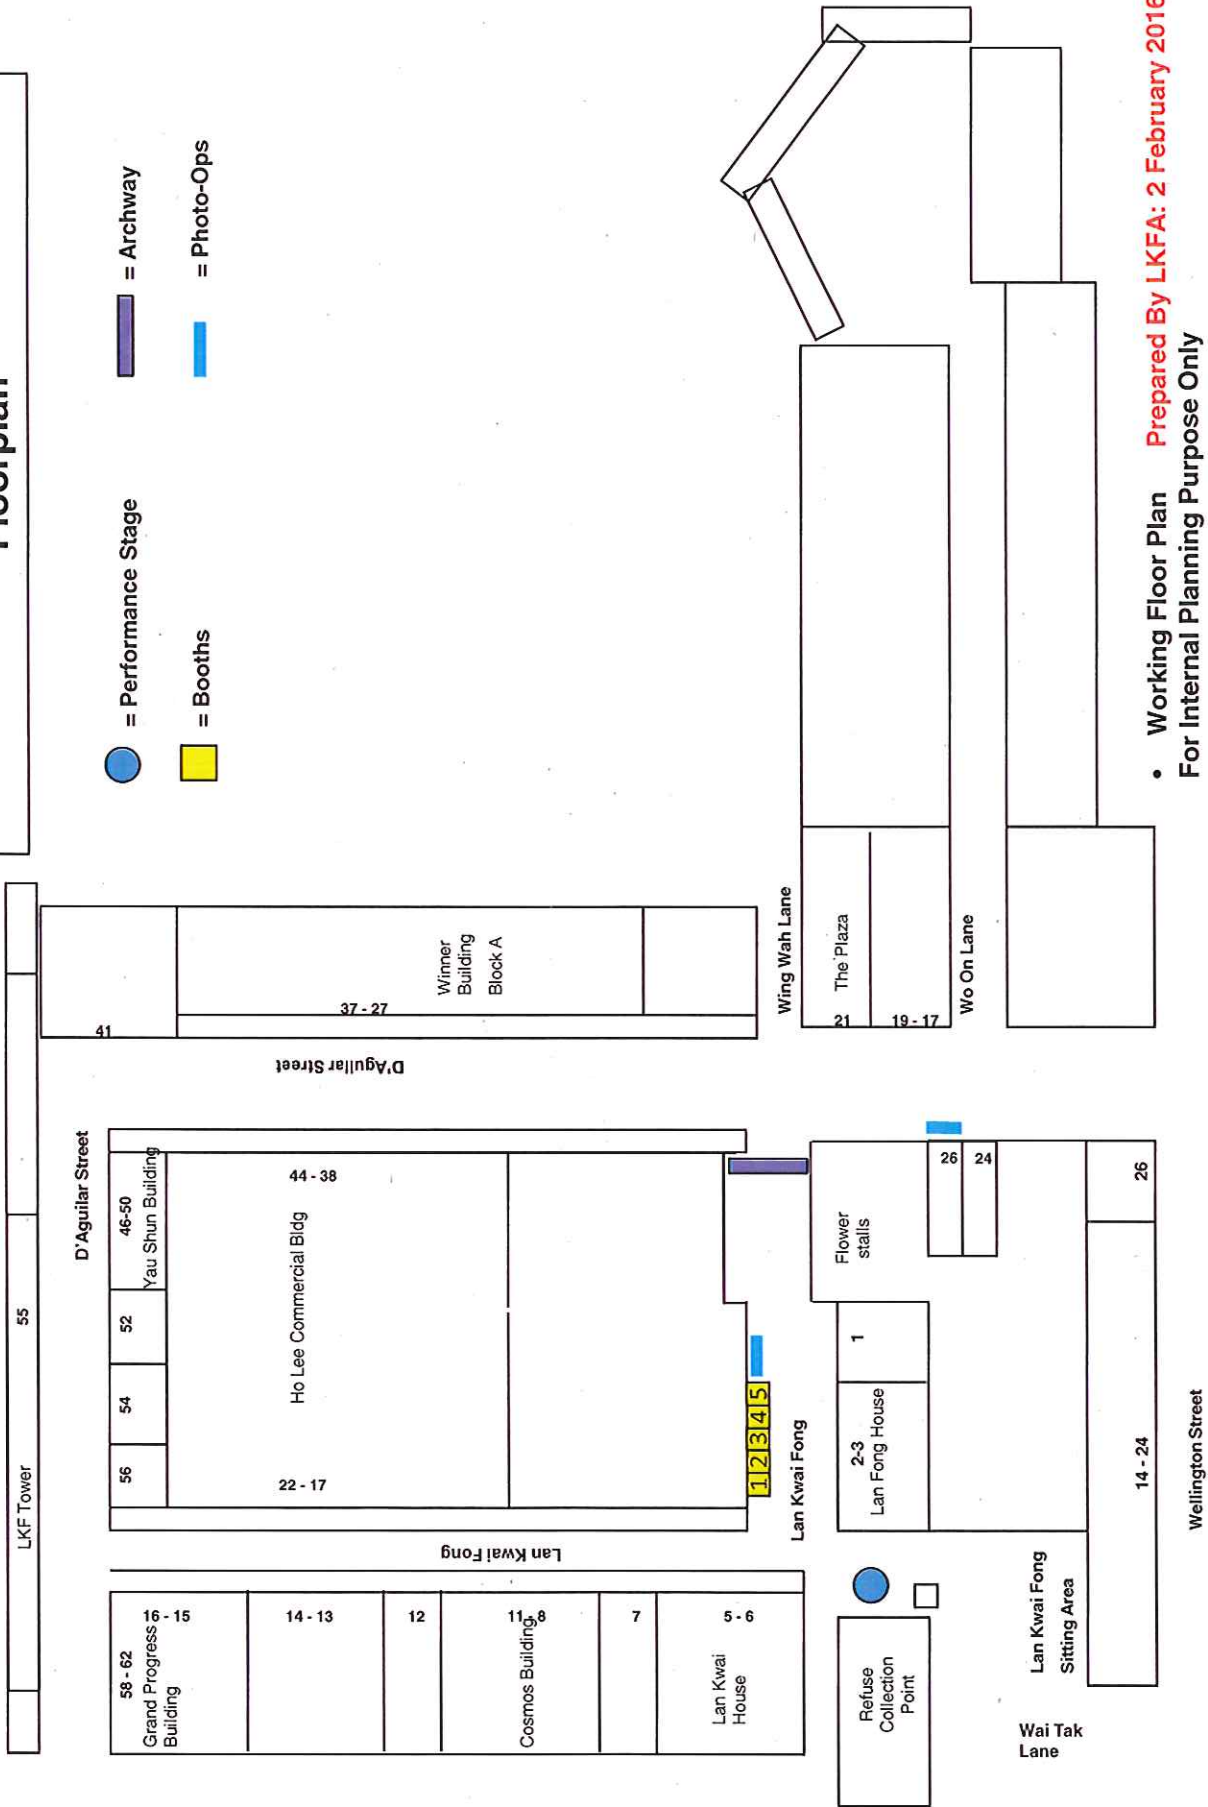 Floorplan
= Performance Stage
= Archway
= Booths
= Photo-Ops
LKF Tower
55
D'Aguilar Street
41
37 - 27
Winner
Building
Block A
D'Aguilar Street
58 - 62
16 - 15
Grand Progress
Building
14 - 13
12
11 - 8
Cosmos Building
7
5 - 6
Lan Kwai
House
Lan Kwai Fong
56
54
52
46-50
Yau Shun Building
22 - 17
Ho Lee Commercial Bldg
44 - 38
1 2 3 4 5
Lan Kwai Fong
Wing Wah Lane
21
The Plaza
19 - 17
Wo On Lane
Refuse
Collection
Point
2-3
Lan Fong House
1
Flower
stalls
26
24
Lan Kwai Fong
Sitting Area
Wai Tak
Lane
14 - 24
26
Wellington Street
• Working Floor Plan Prepared By LKFA: 2 February 2016
For Internal Planning Purpose Only